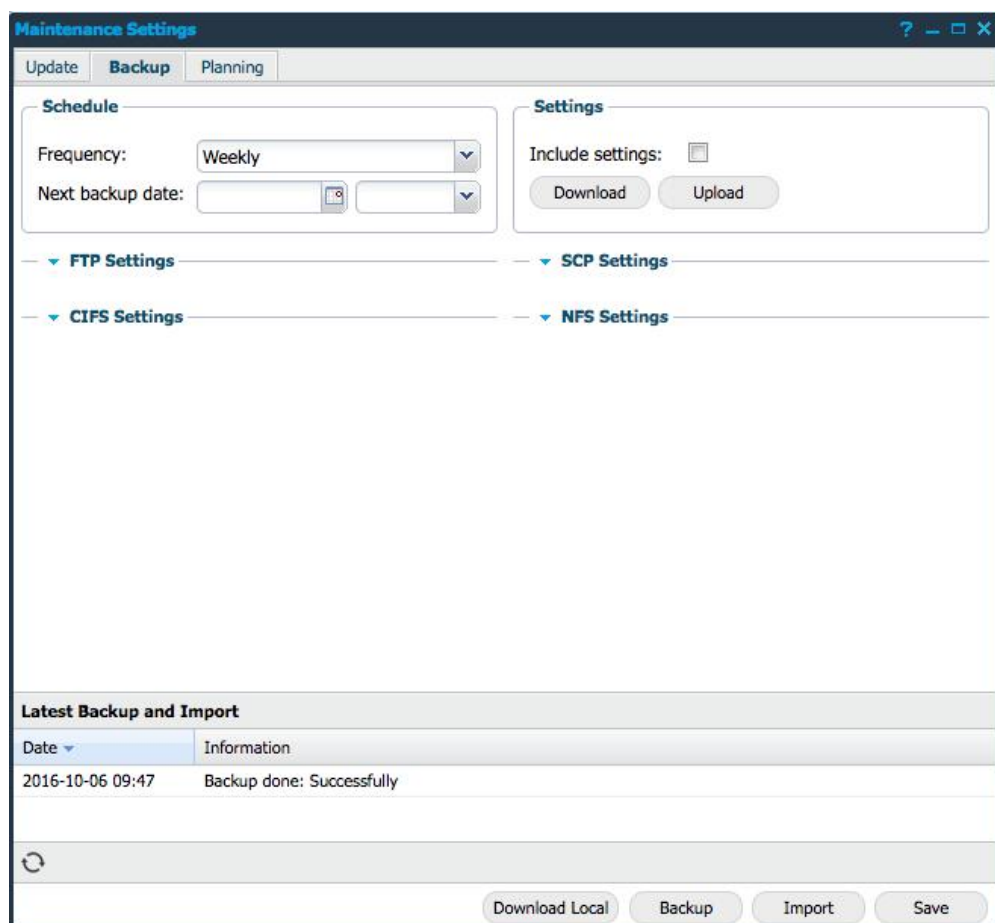 Maintenance Settings ?
Update Backup Planning
Schedule
Frequency: Weekly
Next backup date:
Settings
Include settings:
Download Upload
FTP Settings
SCP Settings
CIFS Settings
NFS Settings
Latest Backup and Import
Date Information
2016-10-06 09:47 Backup done: Successfully
Download Local Backup Import Save